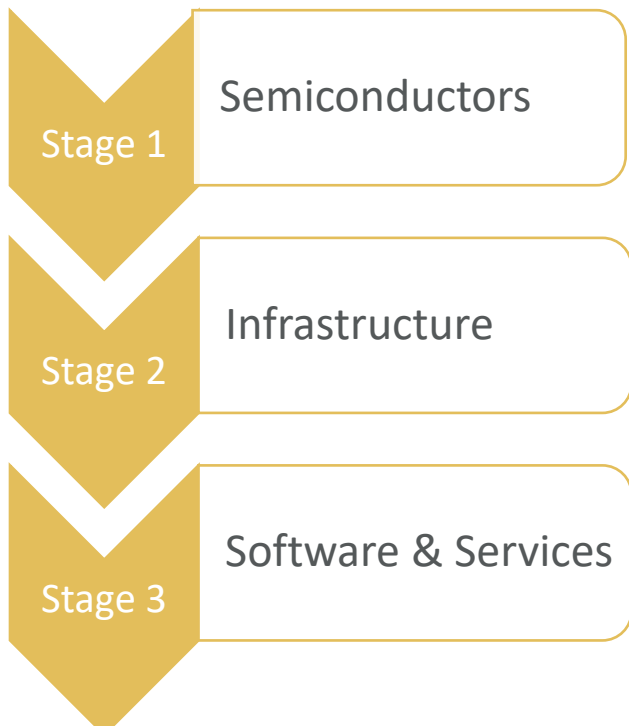 Stage 1
Semiconductors
Stage 2
Infrastructure
Stage 3
Software & Services